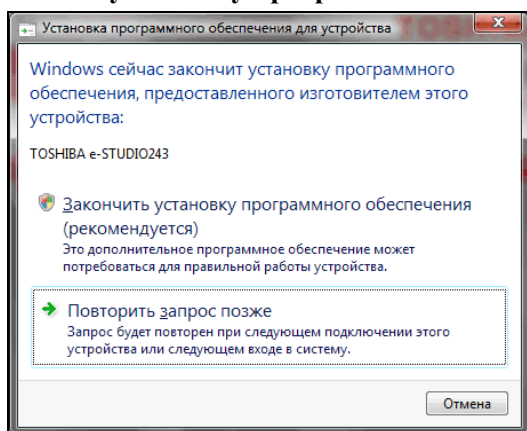 Установка программного обеспечения для устройства
Windows сейчас закончит установку программного
обеспечения, предоставленного изготовителем этого
устройства:
TOSHIBA e-STUDIO243
Закончить установку программного обеспечения
(рекомендуется)
Это дополнительное программное обеспечение может
потребоваться для правильной работы устройства.
Повторить запрос позже
Запрос будет повторен при следующем подключении этого
устройства или следующем входе в систему.
Отмена